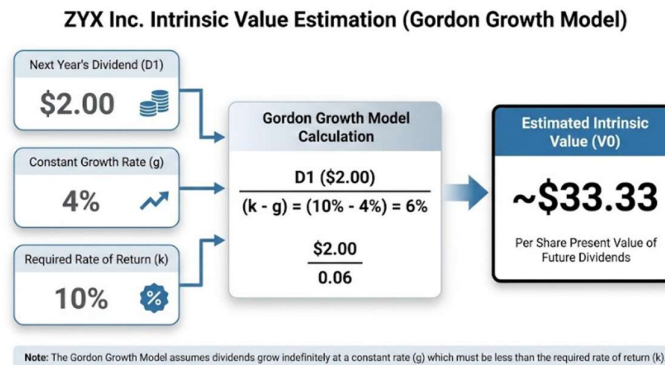 ZYX Inc. Intrinsic Value Estimation (Gordon Growth Model)
Next Year's Dividend (D1)
$2.00
Constant Growth Rate (g)
4%
Required Rate of Return (k)
10%
%
Gordon Growth Model
Calculation
D1 ($2.00)
(k - g) = (10% - 4%) = 6%
$2.00
0.06
Estimated Intrinsic
Value (V0)
~$33.33
Per Share Present Value of
Future Dividends
Note: The Gordon Growth Model assumes dividends grow indefinitely at a constant rate (g) which must be less than the required rate of return (k)